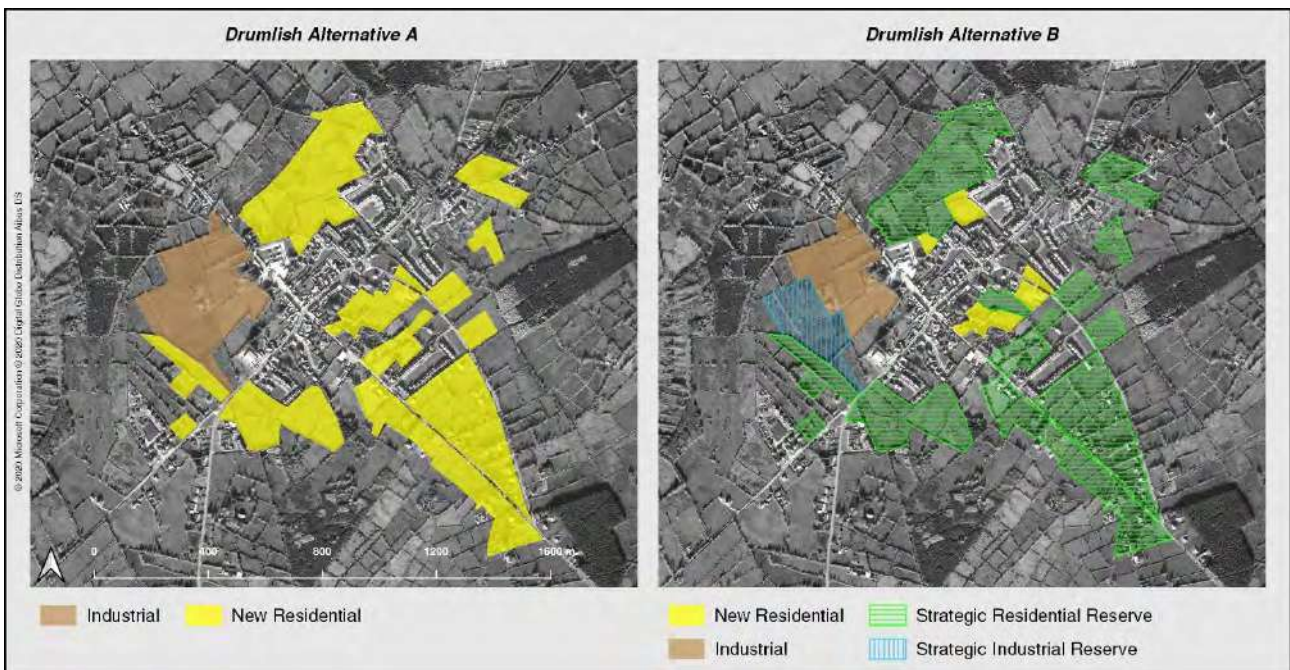 Drumlish Alternative A
Drumlish Alternative B
© 2020 Microsoft Corporation © 2020 Digital Globe Distribution Airbus DS
0 400 800 1200 1600 m
Industrial
New Residential
New Residential
Strategic Residential Reserve
Industrial
Strategic Industrial Reserve